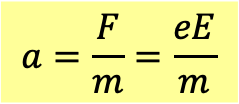 a = F/m = eE/m